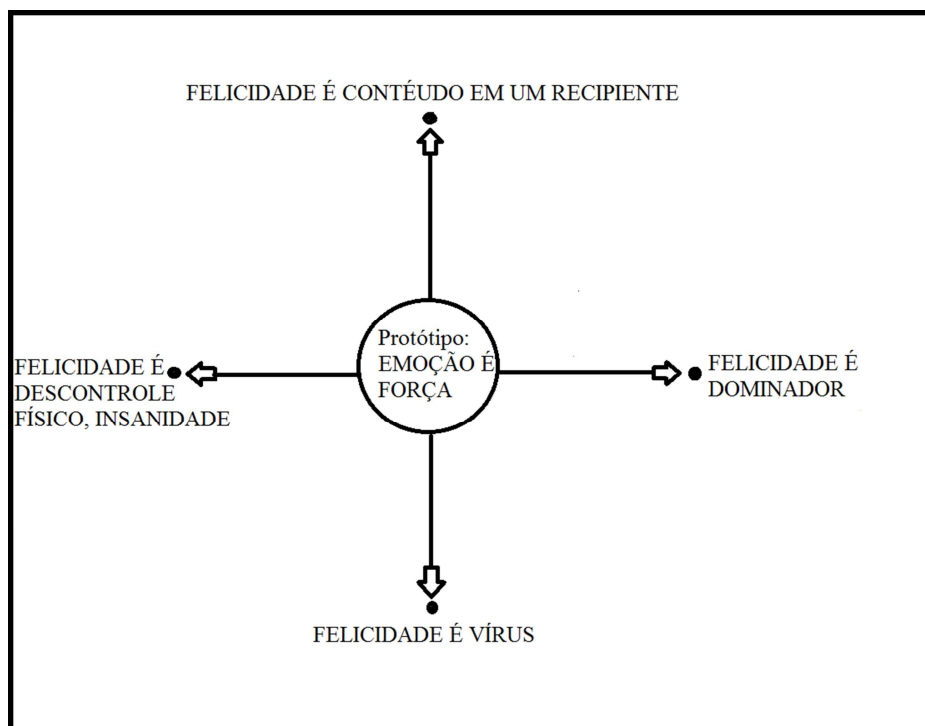 FELICIDADE É CONTÉUDO EM UM RECIPIENTE
Protótipo:
EMOÇÃO É
FORÇA
FELICIDADE É
DESCONTROLE
FÍSICO, INSANIDADE
FELICIDADE É
DOMINADOR
FELICIDADE É VÍRUS